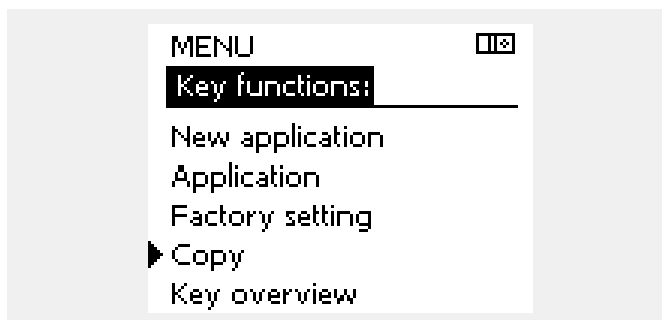 MENU
Key functions:
New application
Application
Factory setting
Copy
Key overview